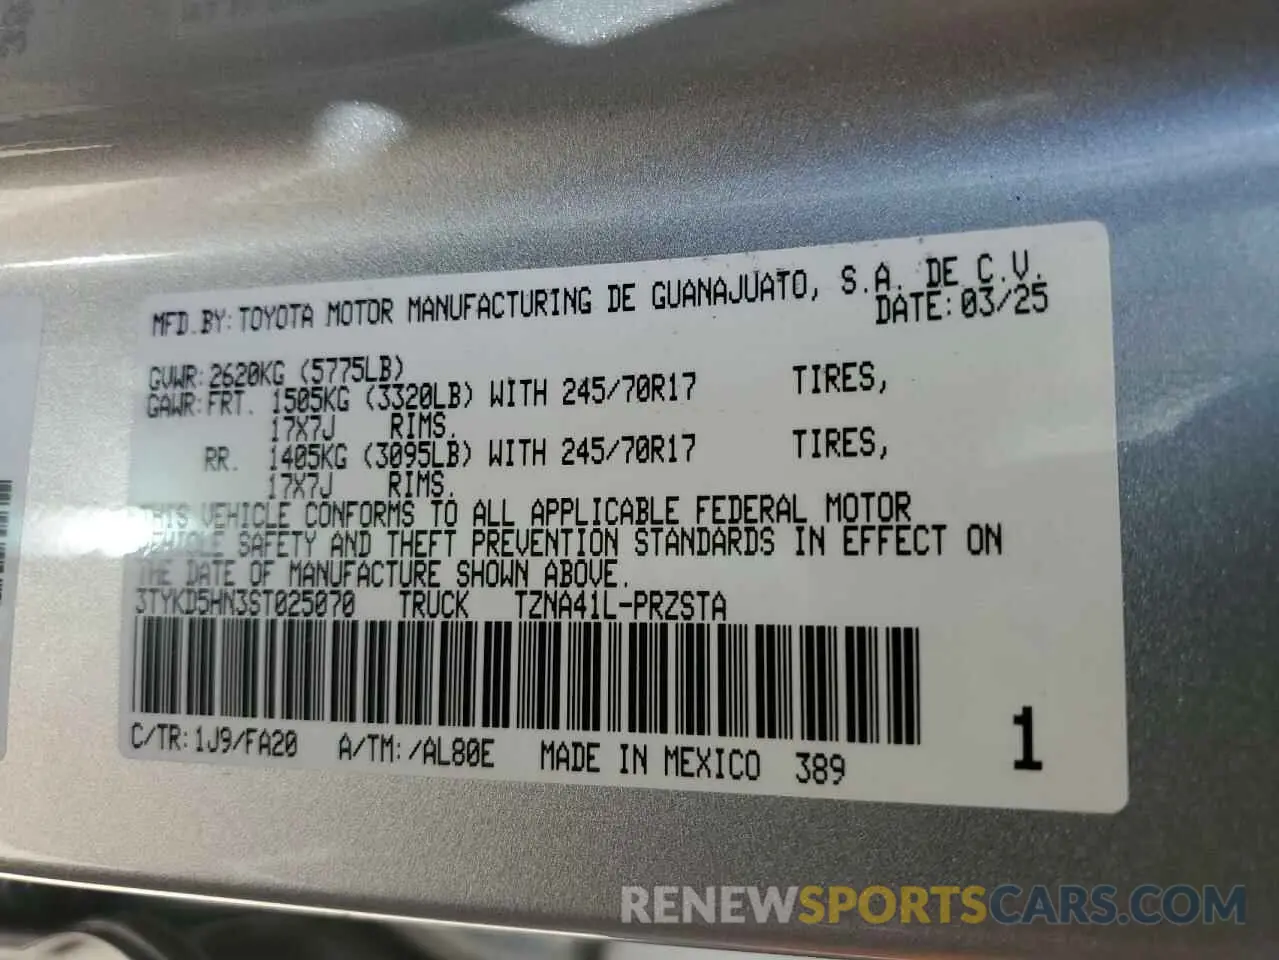 MFD.BY:TOYOTA MOTOR MANUFACTURING DE GUANAJUATO, S.A. DE C.V.
DATE:03/25
GVWR:2620KG (5775LB)
GAWR:FRT. 1505KG (3320LB) WITH 245/70R17 TIRES,
17X7J RIMS.
RR. 1405KG (3095LB) WITH 245/70R17 TIRES,
17X7J RIMS.
THIS VEHICLE CONFORMS TO ALL APPLICABLE FEDERAL MOTOR
VEHICLE SAFETY AND THEFT PREVENTION STANDARDS IN EFFECT ON
THE DATE OF MANUFACTURE SHOWN ABOVE.
3TYKD5HN3ST025070 TRUCK TZNA41L-PRZSTA
C/TR:1J9/FA20 A/TM:/AL80E MADE IN MEXICO 389
1
RENEWSPORTSCARS.COM